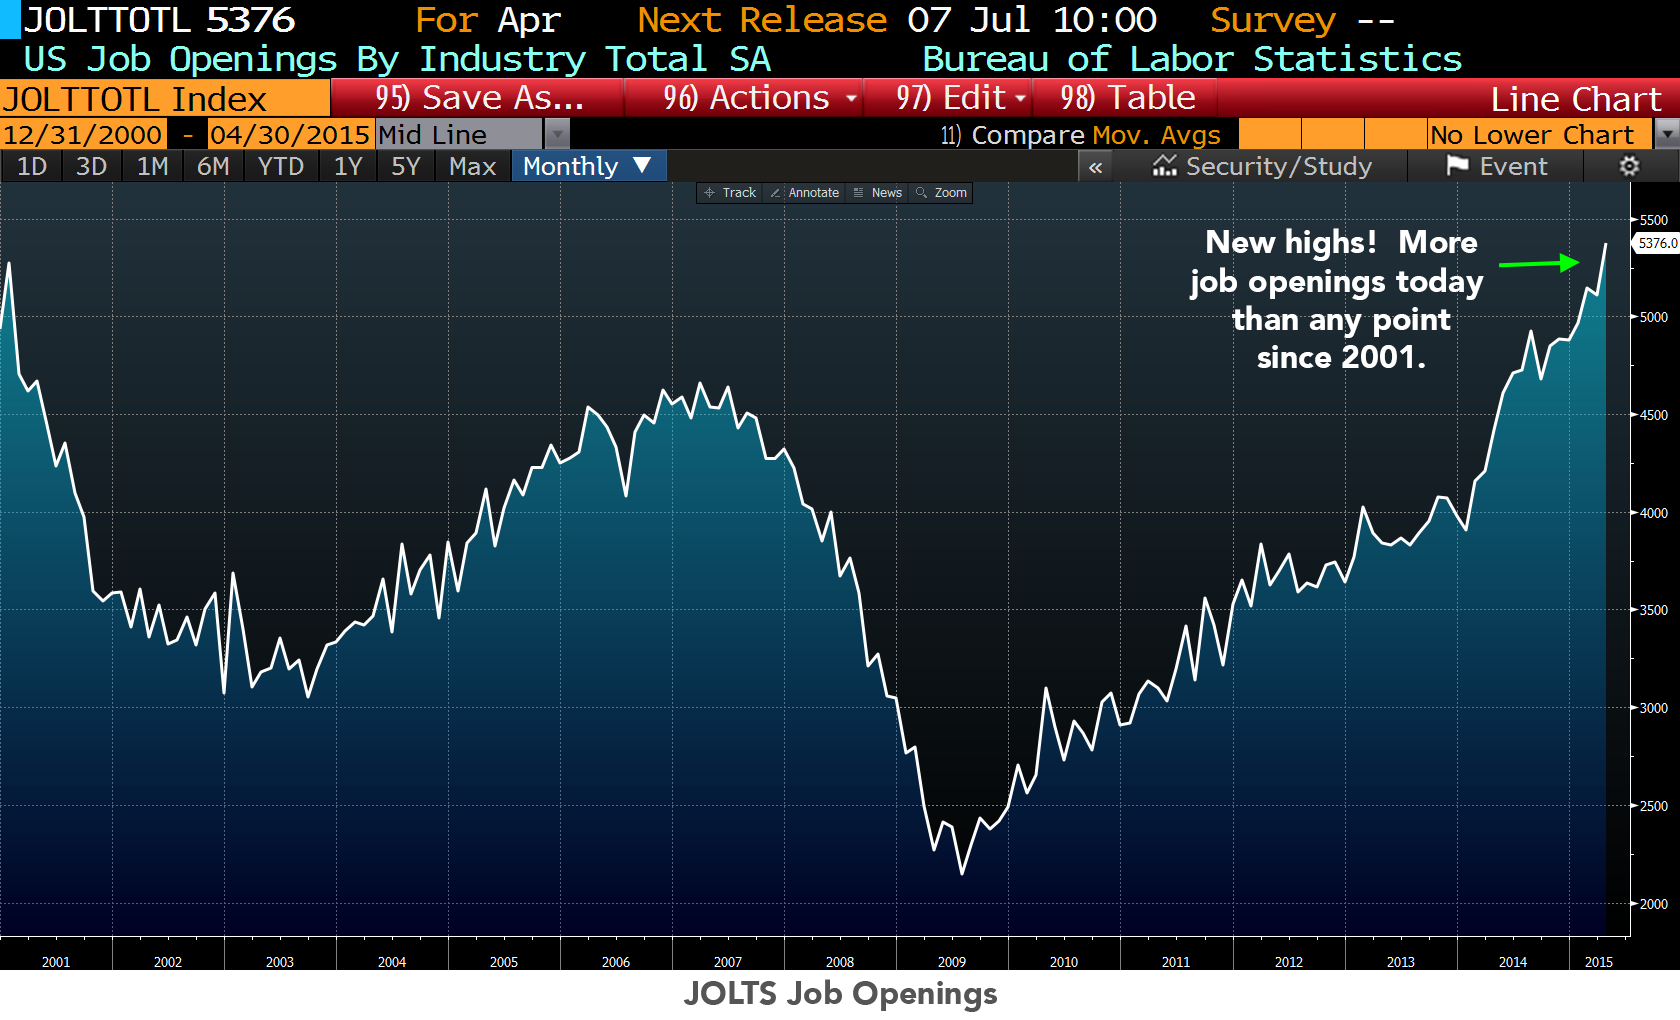 JOLTTOTL 5376 For Apr Next Release 07 Jul 10:00 Survey --
US Job Openings By Industry Total SA Bureau of Labor Statistics
JOLTTOTL Index 95) Save As... 96) Actions 97) Edit 98) Table Line Chart
12/31/2000 - 04/30/2015 Mid Line 11) Compare Mov. Avgs No Lower Chart
1D 3D 1M 6M YTD 1Y 5Y Max Monthly ▼ « Security/Study Event
Track Annotate News Zoom
5500
New highs! More
5376.0
job openings today
than any point
5000
since 2001.
4500
4000
3500
3000
2500
2000
2001 2002 2003 2004 2005 2006 2007 2008 2009 2010 2011 2012 2013 2014 2015
JOLTS Job Openings